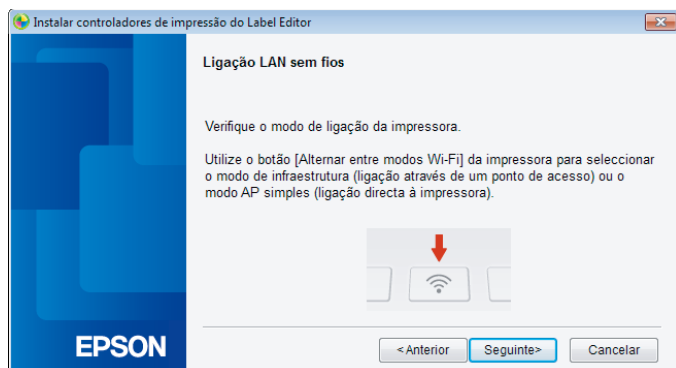 Instalar controladores de impressão do Label Editor
Ligação LAN sem fios
Verifique o modo de ligação da impressora.
Utilize o botão [Alternar entre modos Wi-Fi] da impressora para seleccionar
o modo de infraestrutura (ligação através de um ponto de acesso) ou o
modo AP simples (ligação directa à impressora).
EPSON
<Anterior
Seguinte>
Cancelar